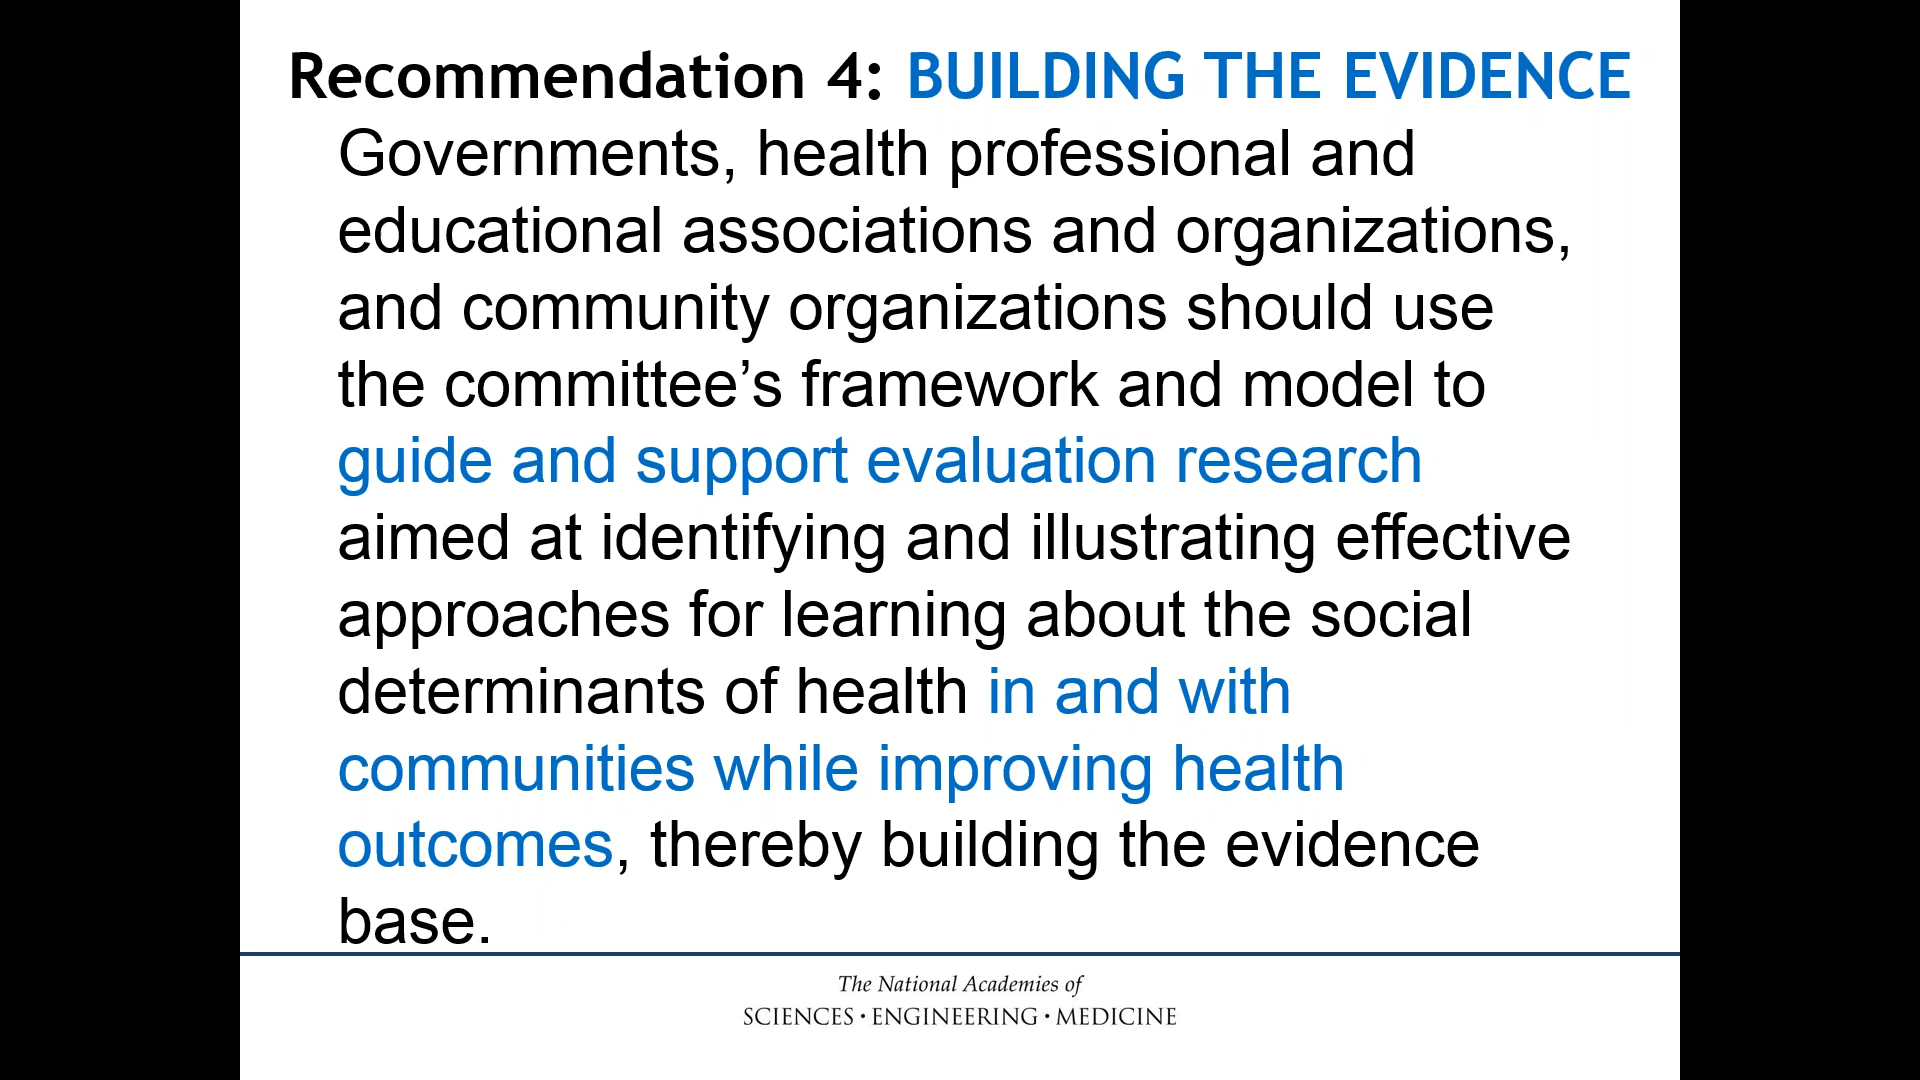 Recommendation 4: BUILDING THE EVIDENCE
Governments, health professional and
educational associations and organizations,
and community organizations should use
the committee’s framework and model to
guide and support evaluation research
aimed at identifying and illustrating effective
approaches for learning about the social
determinants of health in and with
communities while improving health
outcomes, thereby building the evidence
base.
The National Academies of
SCIENCES · ENGINEERING · MEDICINE